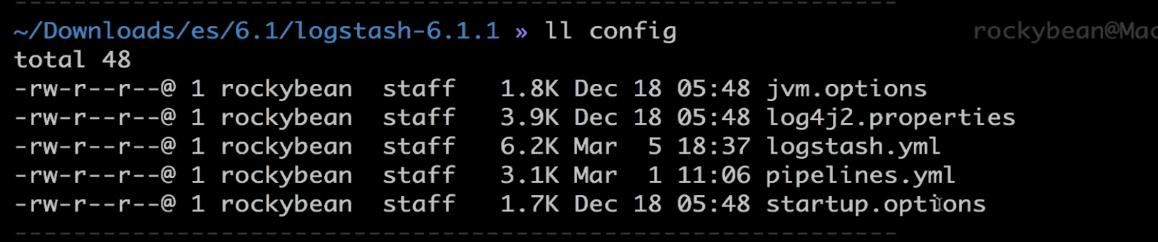 ~/Downloads/es/6.1/logstash-6.1.1 » ll config rockybean@Mac
total 48
-rw-r--r--@ 1 rockybean  staff   1.8K Dec 18 05:48 jvm.options
-rw-r--r--@ 1 rockybean  staff   3.9K Dec 18 05:48 log4j2.properties
-rw-r--r--@ 1 rockybean  staff   6.2K Mar  5 18:37 logstash.yml
-rw-r--r--@ 1 rockybean  staff   3.1K Mar  1 11:06 pipelines.yml
-rw-r--r--@ 1 rockybean  staff   1.7K Dec 18 05:48 startup.options